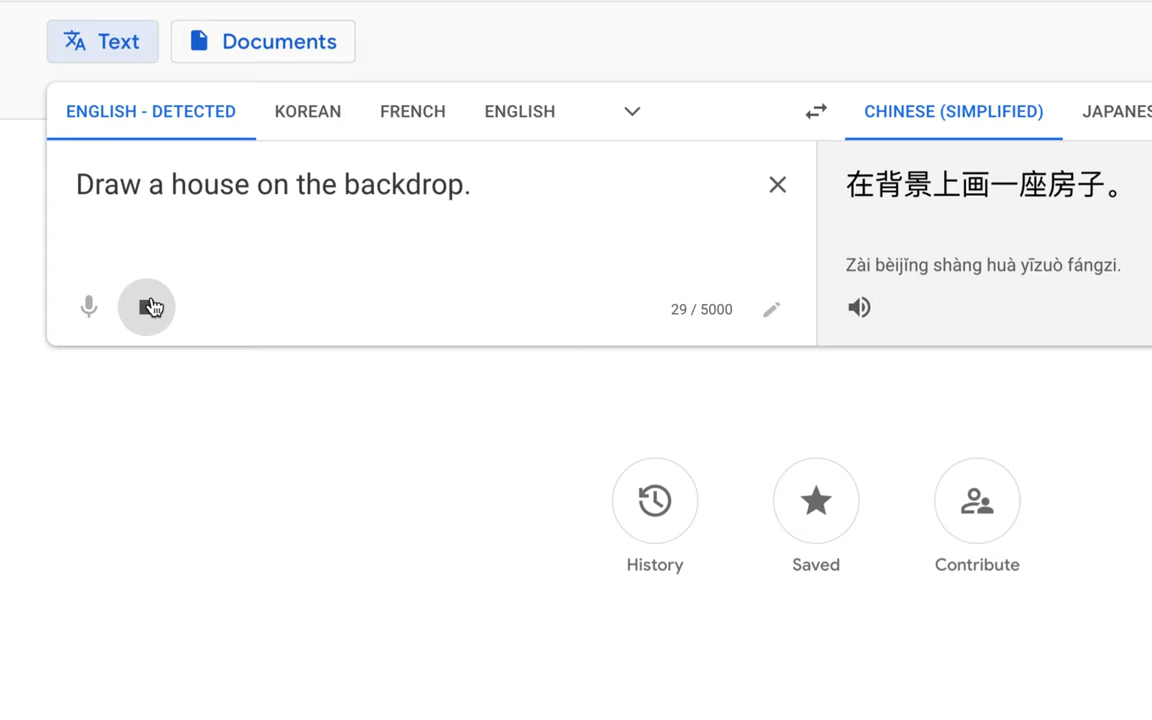 Text
Documents
ENGLISH - DETECTED
KOREAN
FRENCH
ENGLISH
CHINESE (SIMPLIFIED)
JAPANES
Draw a house on the backdrop.
在背景上画一座房子。
Zài bèijǐng shàng huà yīzuò fángzi.
29 / 5000
History
Saved
Contribute